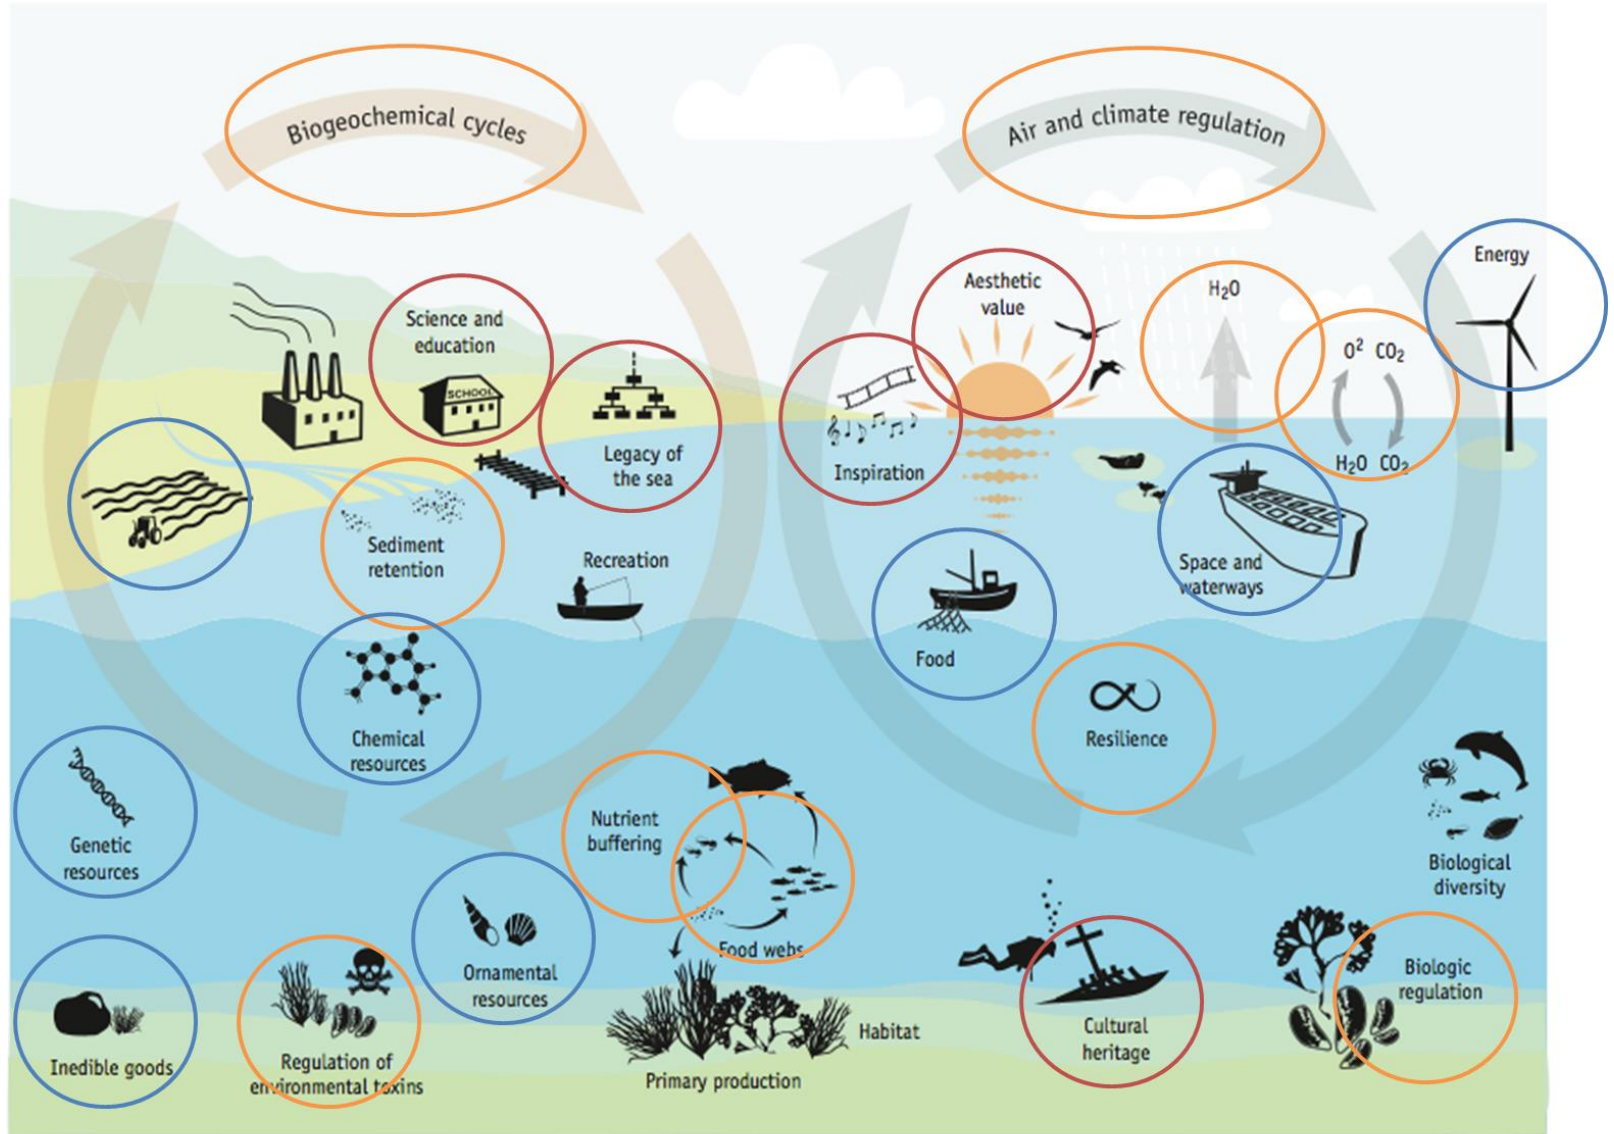 Biogeochemical cycles
Air and climate regulation
Energy
Aesthetic
value
H₂O
Science and
education
SCHOOL
O² CO₂
H₂O CO₂
Legacy of
the sea
Inspiration
Sediment
retention
Recreation
Space and
waterways
Food
Chemical
resources
Resilience
Nutrient
buffering
Genetic
resources
Biological
diversity
Food webs
Ornamental
resources
Biologic
regulation
Habitat
Cultural
heritage
Inedible goods
Regulation of
environmental toxins
Primary production